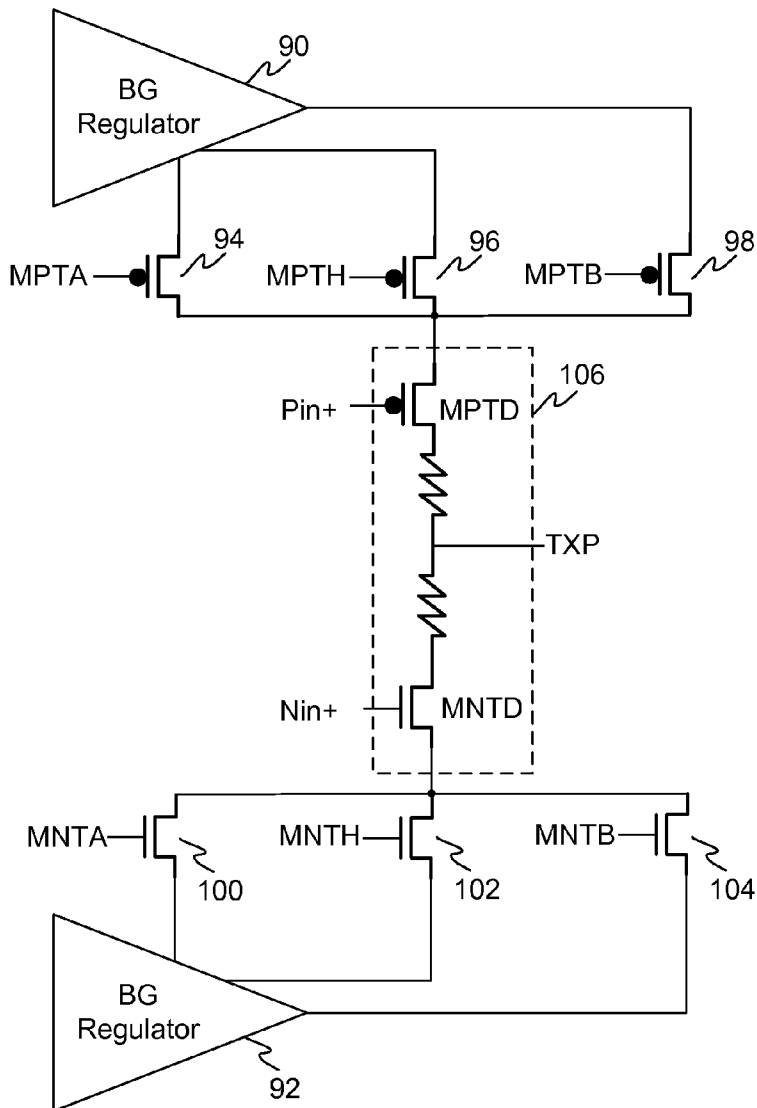 90
BG
Regulator
94
96
98
MPTA
MPTH
MPTB
106
Pin+
MPTD
TXP
Nin+
MNTD
MNTA
MNTH
MNTB
100
102
104
BG
Regulator
92